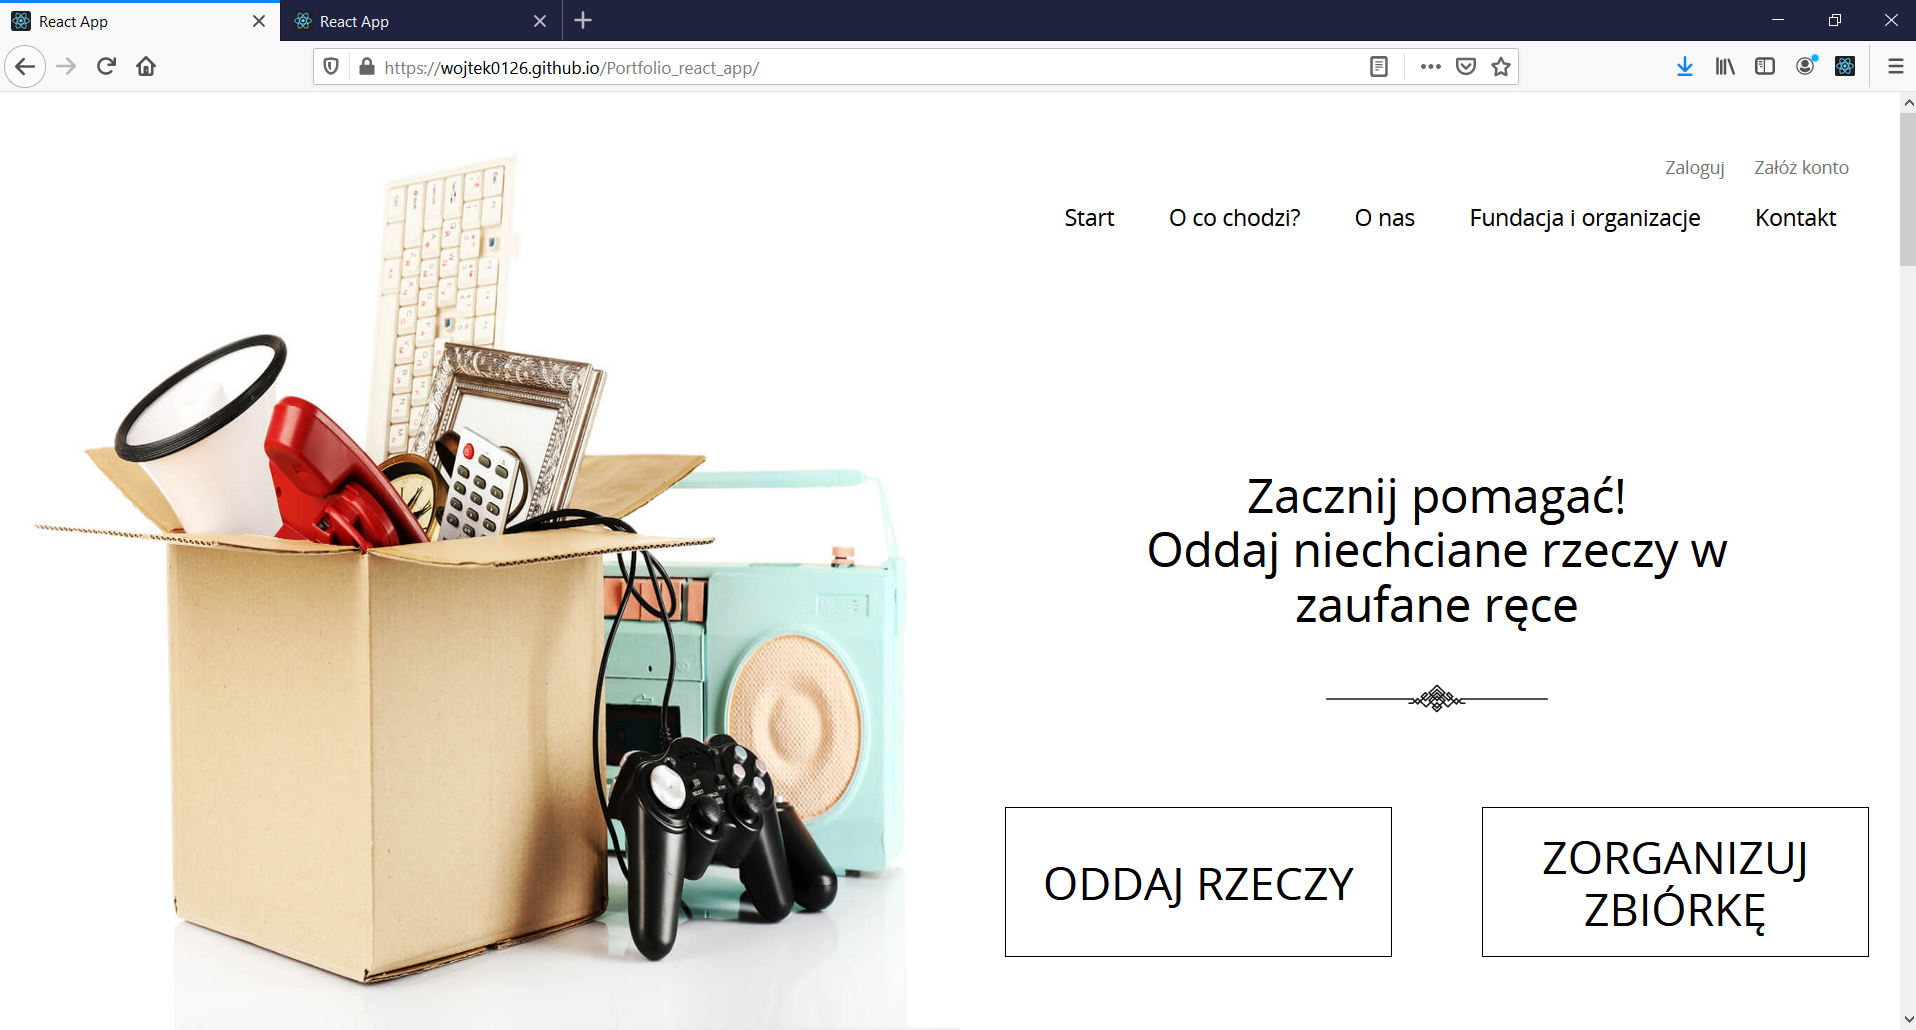 React App
React App
https://wojtek0126.github.io/Portfolio_react_app/
Zaloguj Załóż konto
Start O co chodzi? O nas Fundacja i organizacje Kontakt
Zacznij pomagać!
Oddaj niechciane rzeczy w
zaufane ręce
ODDAJ RZECZY
ZORGANIZUJ
ZBIÓRKĘ